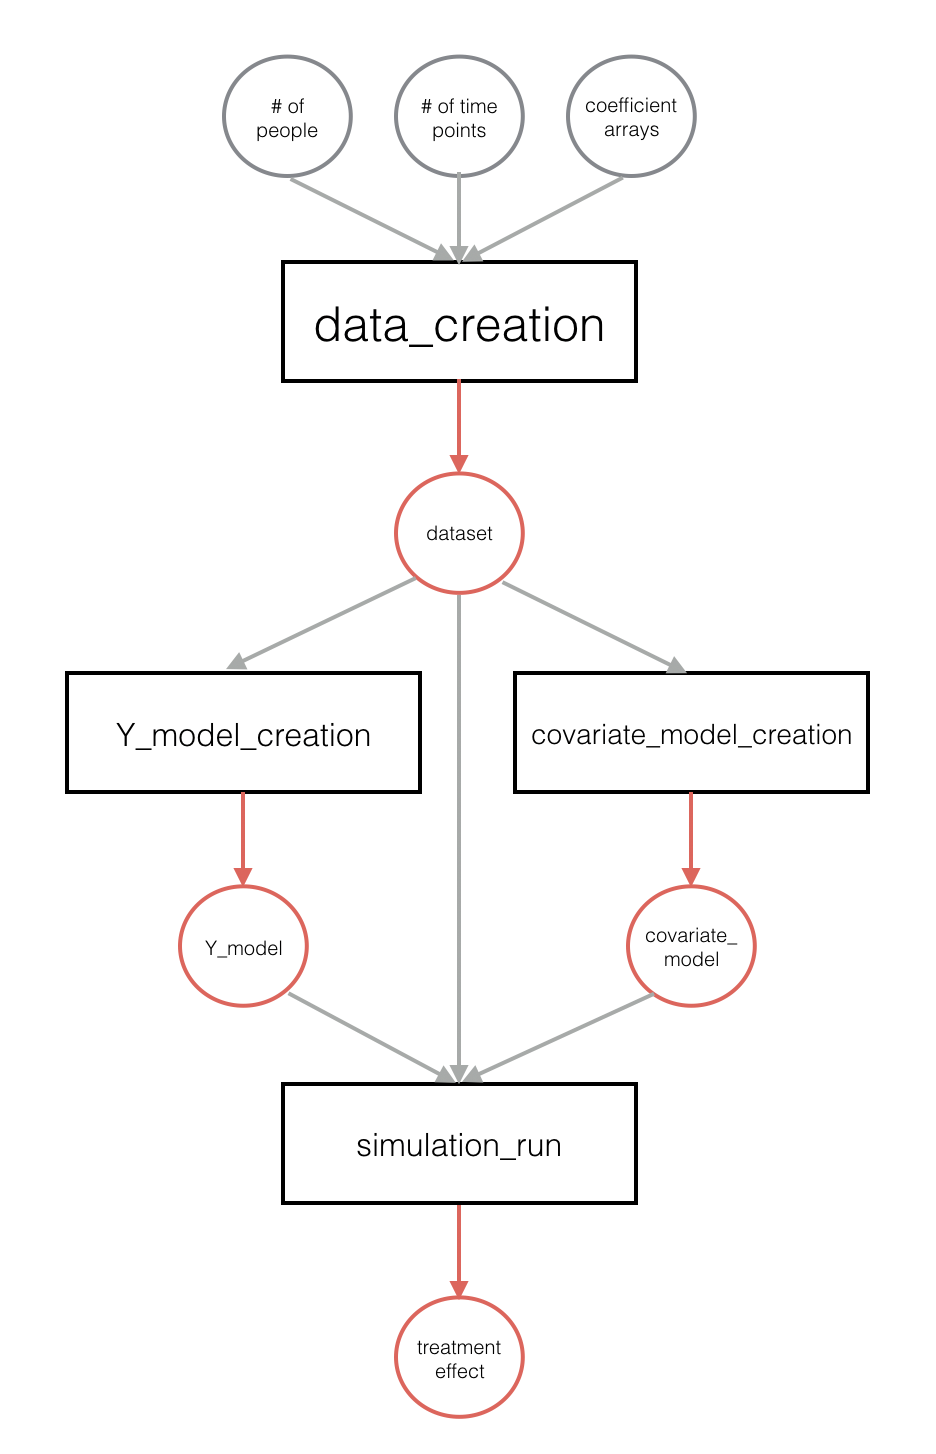 # of
people
# of time
points
coefficient
arrays
data_creation
dataset
Y_model_creation
covariate_model_creation
Y_model
covariate_
model
simulation_run
treatment
effect